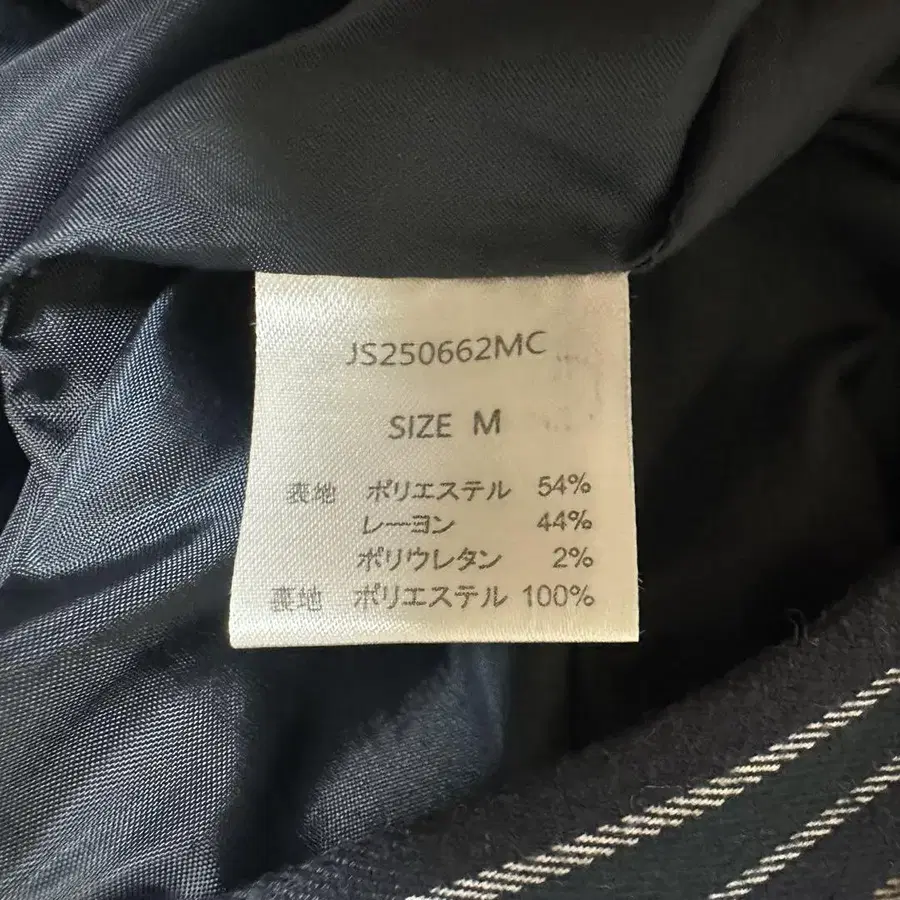 JS250662MC
SIZE M
表地 ポリエステル 54%
レーヨン 44%
ポリウレタン 2%
裏地 ポリエステル 100%